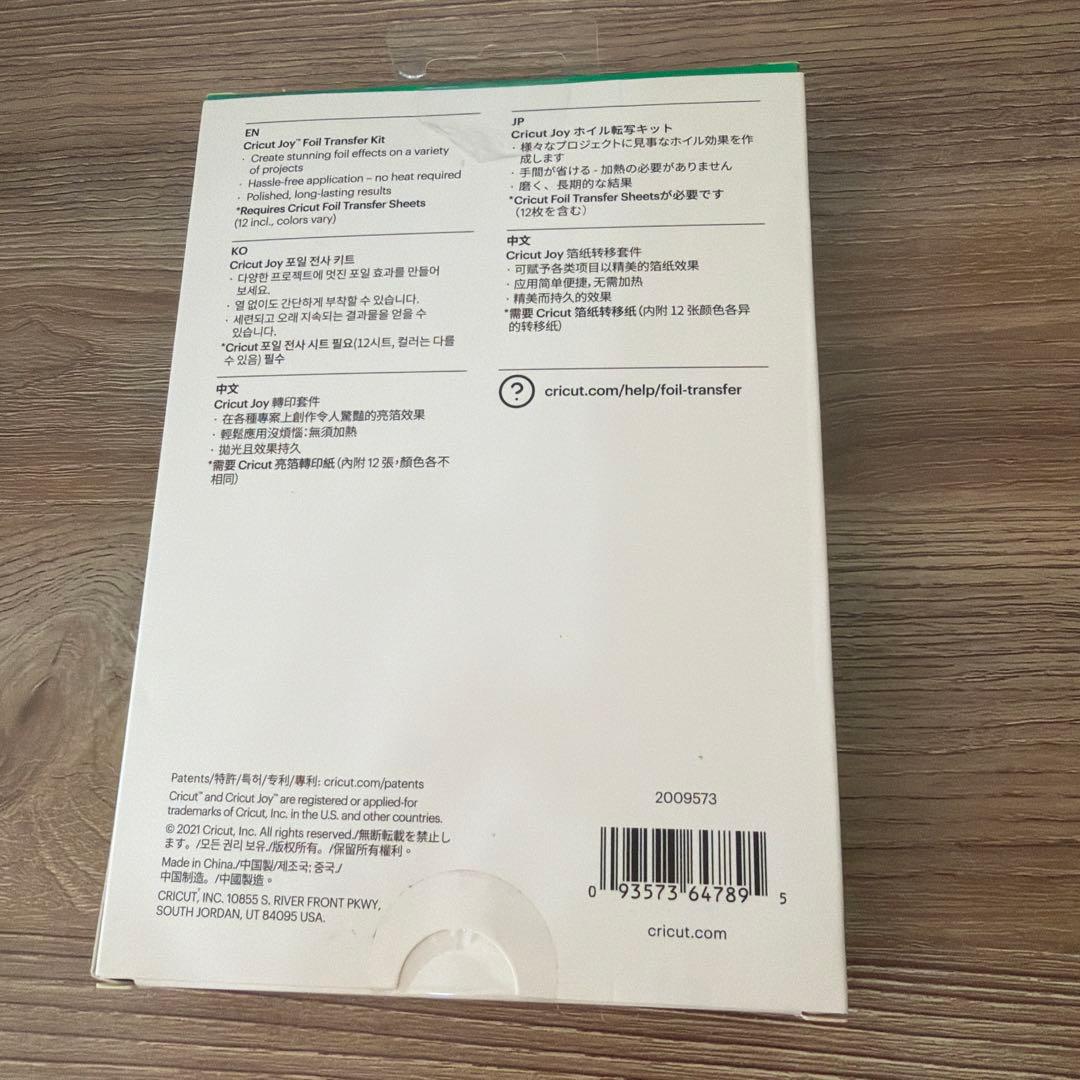 EN
Cricut Joy™ Foil Transfer Kit
· Create stunning foil effects on a variety
of projects
· Hassle-free application – no heat required
· Polished, long-lasting results
*Requires Cricut Foil Transfer Sheets
(12 incl., colors vary)
KO
Cricut Joy 포일 전사 키트
· 다양한 프로젝트에 멋진 포일 효과를 만들어
보세요.
· 열 없이도 간단하게 부착할 수 있습니다.
· 세련되고 오래 지속되는 결과물을 얻을 수
있습니다.
*Cricut 포일 전사 시트 필요(12시트, 컬러는 다를
수 있음) 필수
中文
Cricut Joy 轉印套件
· 在各種專案上創作令人驚豔的亮箔效果
· 輕鬆應用沒煩惱：無須加熱
· 拋光且效果持久
*需要 Cricut 亮箔轉印紙（內附 12 張，顏色各不
相同）
JP
Cricut Joy ホイル転写キット
· 様々なプロジェクトに見事なホイル効果を作
成します
· 手間が省ける - 加熱の必要がありません
· 磨く、長期的な結果
*Cricut Foil Transfer Sheetsが必要です
（12枚を含む）
中文
Cricut Joy 箔纸转移套件
· 可赋予各类项目以精美的箔纸效果
· 应用简单便捷，无需加热
· 精美而持久的效果
*需要 Cricut 箔纸转移纸（内附 12 张颜色各异
的转移纸）
? cricut.com/help/foil-transfer
Patents/特許/특허/专利/專利: cricut.com/patents
Cricut™ and Cricut Joy™ are registered or applied-for
trademarks of Cricut, Inc. in the U.S. and other countries.
© 2021 Cricut, Inc. All rights reserved./無断転載を禁止し
ます。/모든 권리 보유./版权所有。/保留所有權利。
Made in China./中国製/제조국: 중국./
中国制造。/中國製造。
CRICUT, INC. 10855 S. RIVER FRONT PKWY,
SOUTH JORDAN, UT 84095 USA.
2009573
0 93573 64789 5
cricut.com